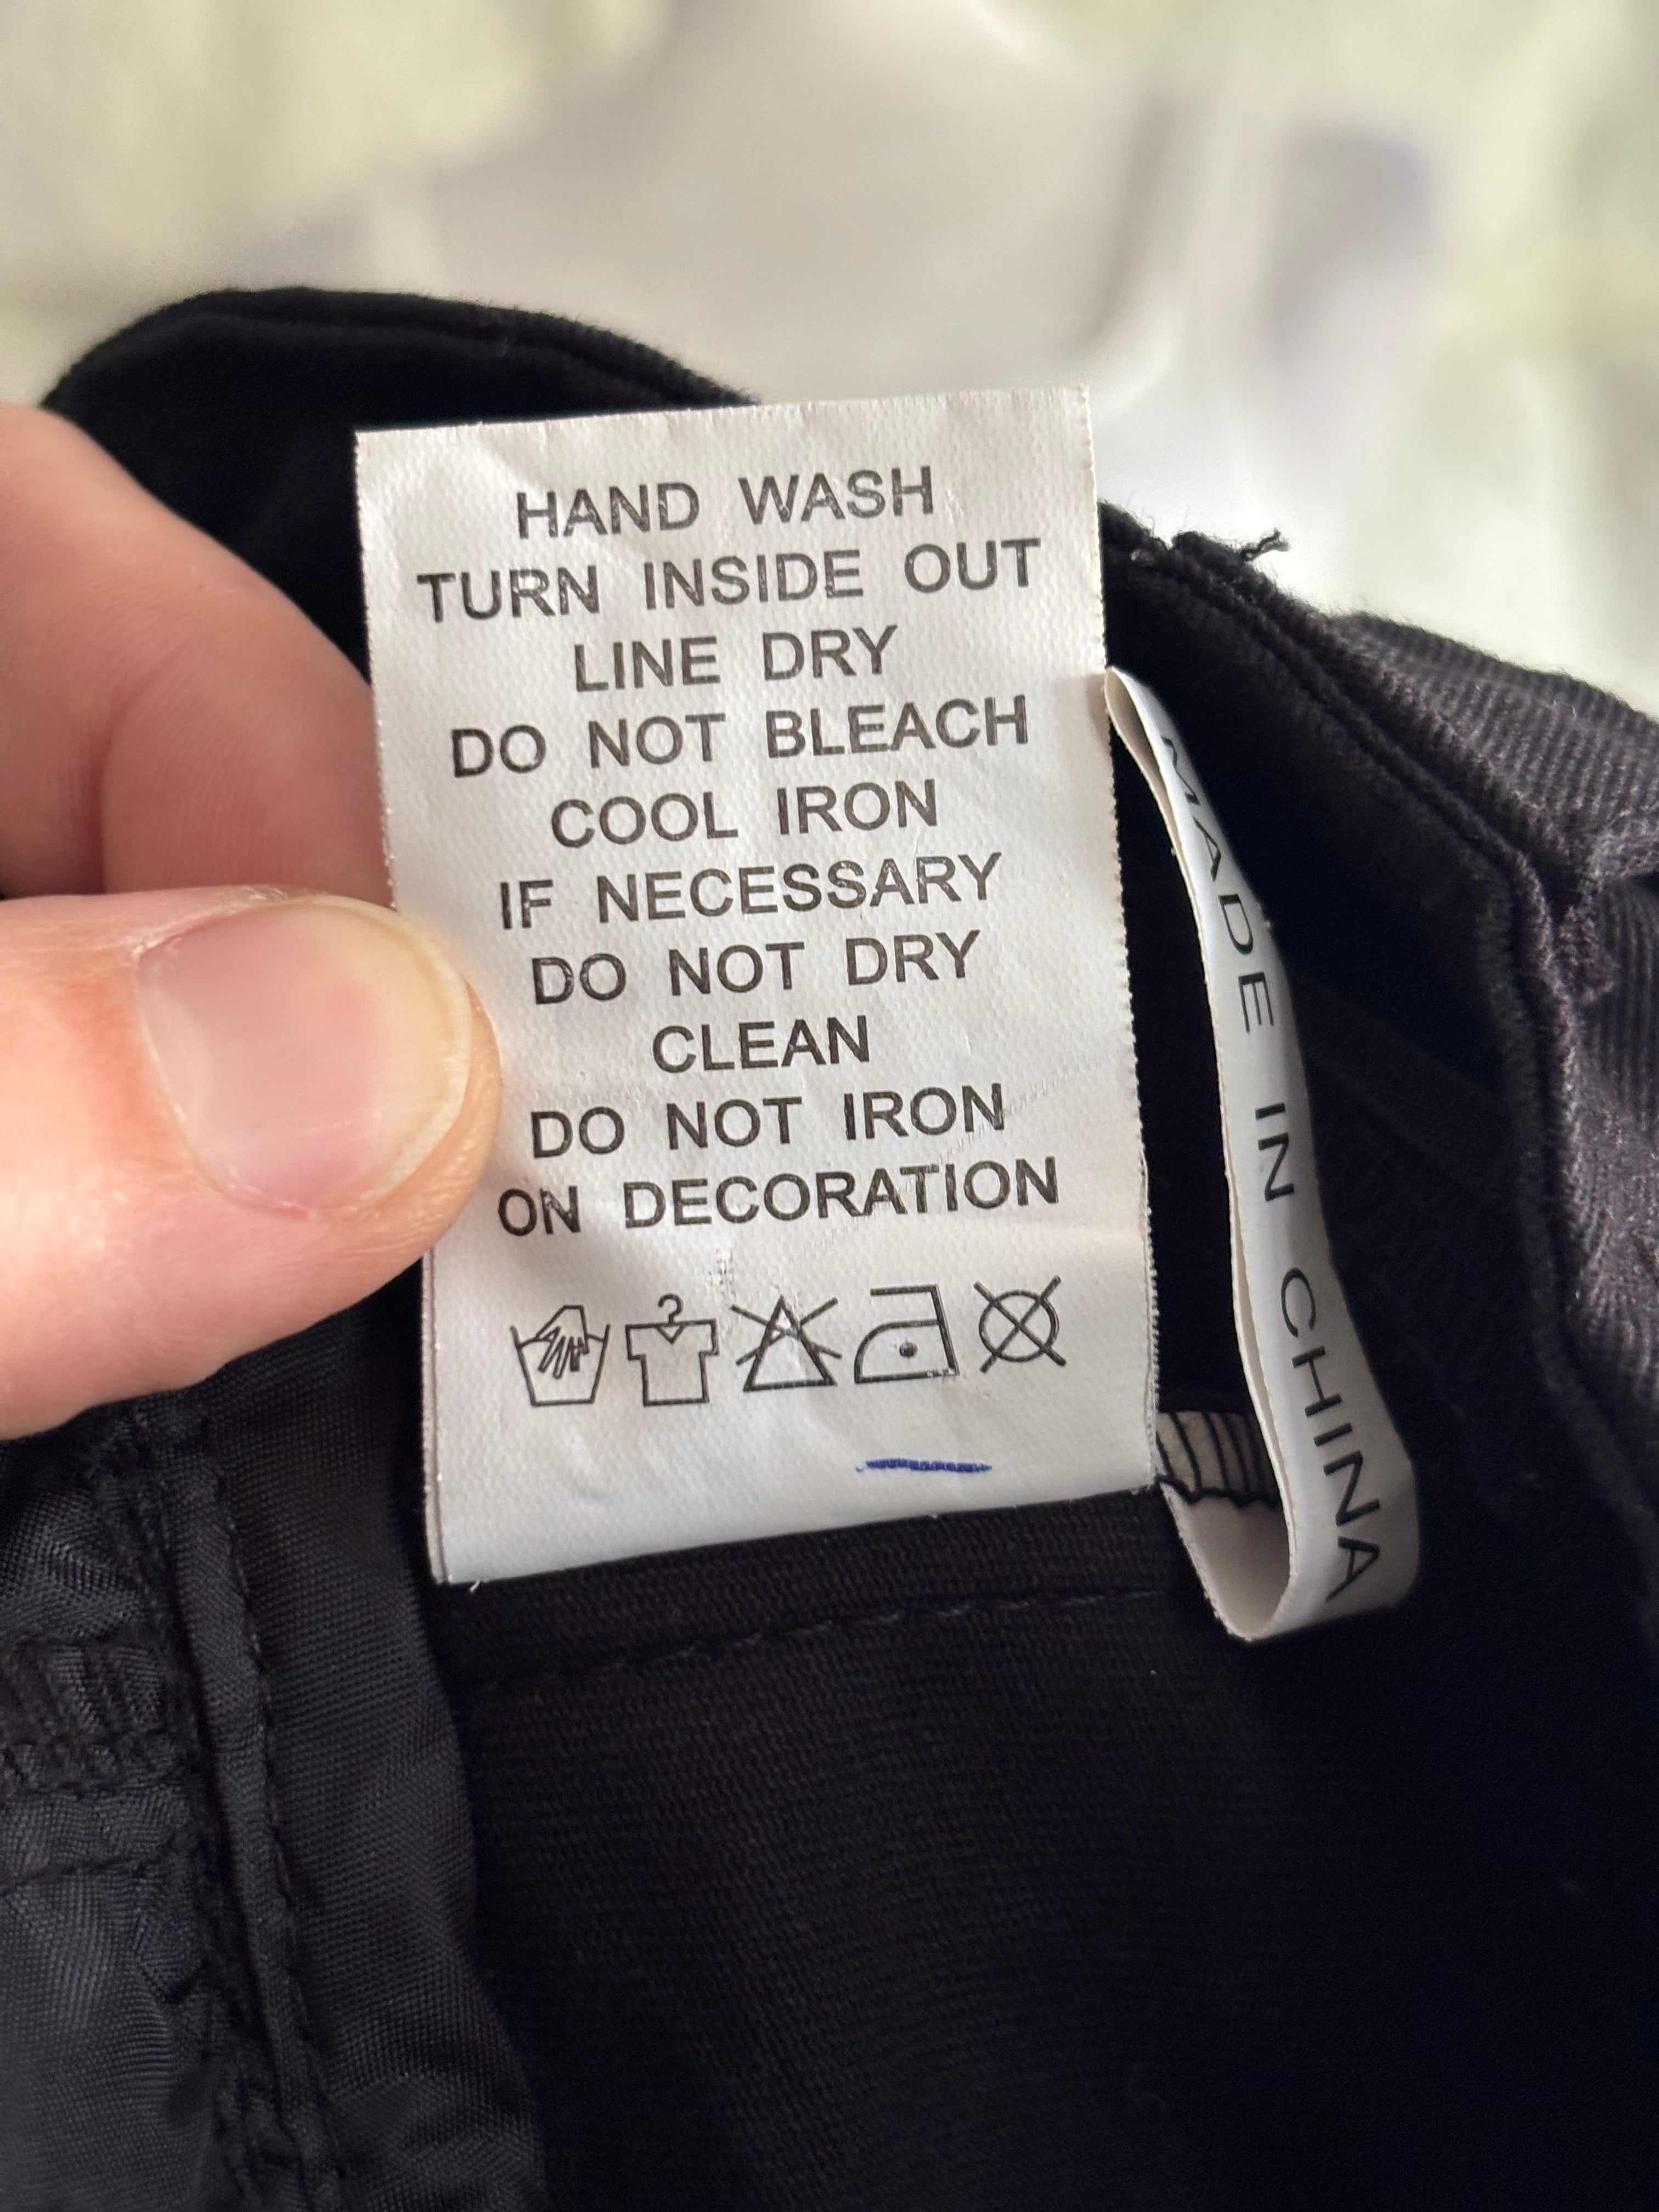 HAND WASH
TURN INSIDE OUT
LINE DRY
DO NOT BLEACH
COOL IRON
IF NECESSARY
DO NOT DRY
CLEAN
DO NOT IRON
ON DECORATION
MADE IN CHINA